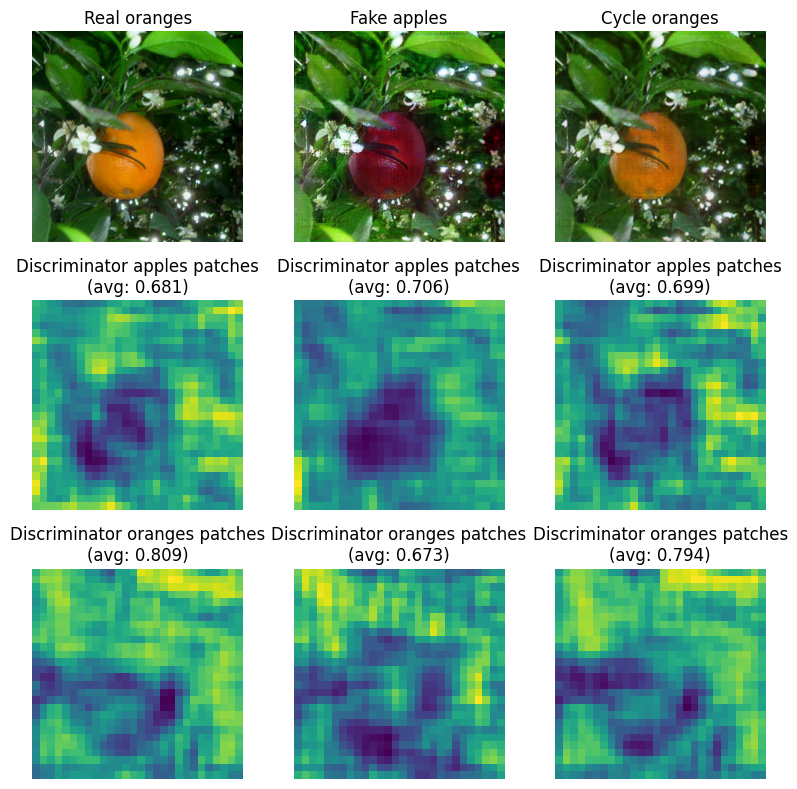 Real oranges
Fake apples
Cycle oranges
Discriminator apples patches
(avg: 0.681)
Discriminator apples patches
(avg: 0.706)
Discriminator apples patches
(avg: 0.699)
Discriminator oranges patches
(avg: 0.809)
Discriminator oranges patches
(avg: 0.673)
Discriminator oranges patches
(avg: 0.794)